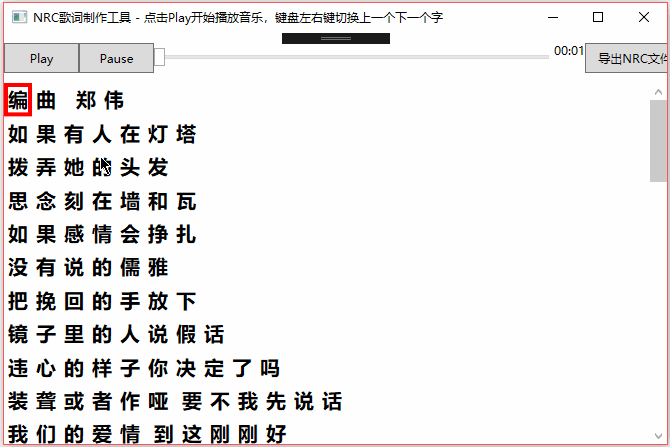 NRC歌词制作工具 - 点击Play开始播放音乐，键盘左右键切换上一个下一个字
Play Pause 00:01 导出NRC文件
编 曲 郑 伟
如 果 有 人 在 灯 塔
拨 弄 她 的 头 发
思 念 刻 在 墙 和 瓦
如 果 感 情 会 挣 扎
没 有 说 的 儒 雅
把 挽 回 的 手 放 下
镜 子 里 的 人 说 假 话
违 心 的 样 子 你 决 定 了 吗
装 聋 或 者 作 哑 要 不 我 先 说 话
我 们 的 爱 情 到 这 刚 刚 好